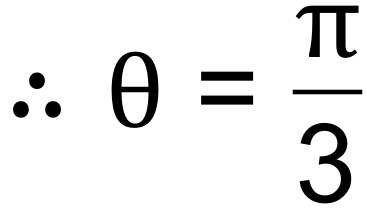 ∴ θ = π/3